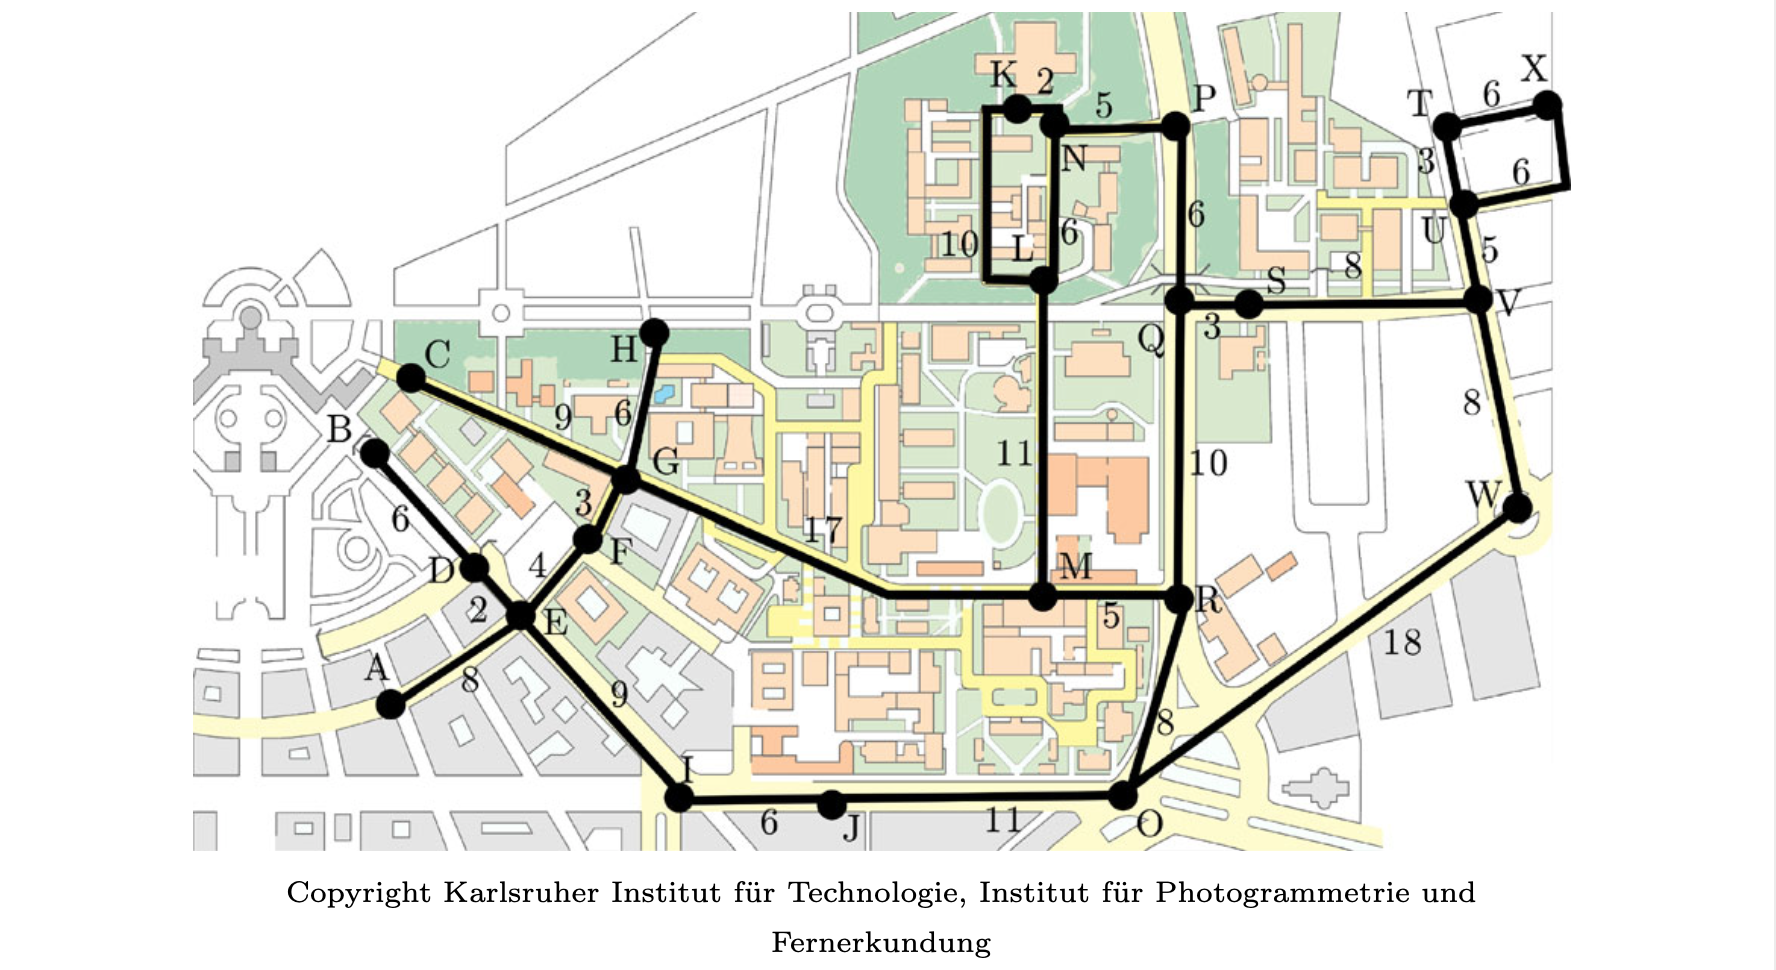 X
K 2
6
T
5
P
N
3
6
U
6
6
10
L
5
8
S
V
Q
3
H
C
9
6
8
B
G
11
10
W
3
6
17
F
D
4
M
R
2
E
5
A
8
18
9
8
I
6
J
11
O
Copyright Karlsruher Institut für Technologie, Institut für Photogrammetrie und
Fernerkundung